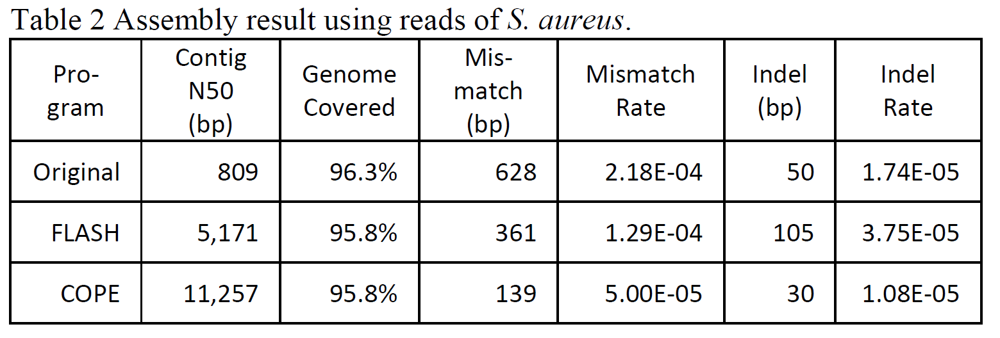 Table 2 Assembly result using reads of S. aureus.
Pro-
gram
Contig
N50
(bp)
Genome
Covered
Mis-
match
(bp)
Mismatch
Rate
Indel
(bp)
Indel
Rate
Original 809 96.3% 628 2.18E-04 50 1.74E-05
FLASH 5,171 95.8% 361 1.29E-04 105 3.75E-05
COPE 11,257 95.8% 139 5.00E-05 30 1.08E-05